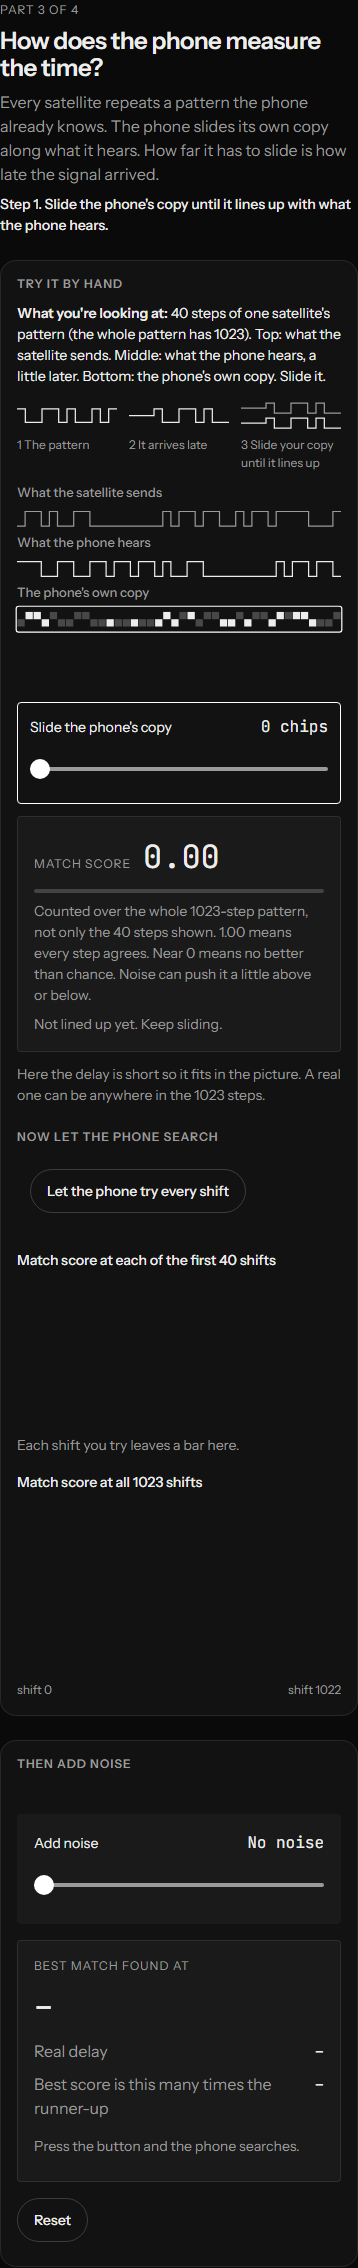 PART 3 OF 4
How does the phone measure
the time?
Every satellite repeats a pattern the phone
already knows. The phone slides its own copy
along what it hears. How far it has to slide is how
late the signal arrived.
Step 1. Slide the phone's copy until it lines up with what
the phone hears.
TRY IT BY HAND
What you're looking at: 40 steps of one satellite's
pattern (the whole pattern has 1023). Top: what the
satellite sends. Middle: what the phone hears, a
little later. Bottom: the phone's own copy. Slide it.
1 The pattern
2 It arrives late
3 Slide your copy
until it lines up
What the satellite sends
What the phone hears
The phone's own copy
Slide the phone's copy 0 chips
MATCH SCORE 0.00
Counted over the whole 1023-step pattern,
not only the 40 steps shown. 1.00 means
every step agrees. Near 0 means no better
than chance. Noise can push it a little above
or below.
Not lined up yet. Keep sliding.
Here the delay is short so it fits in the picture. A real
one can be anywhere in the 1023 steps.
NOW LET THE PHONE SEARCH
Let the phone try every shift
Match score at each of the first 40 shifts
Each shift you try leaves a bar here.
Match score at all 1023 shifts
shift 0 shift 1022
THEN ADD NOISE
Add noise No noise
BEST MATCH FOUND AT
–
Real delay –
Best score is this many times the –
runner-up
Press the button and the phone searches.
Reset